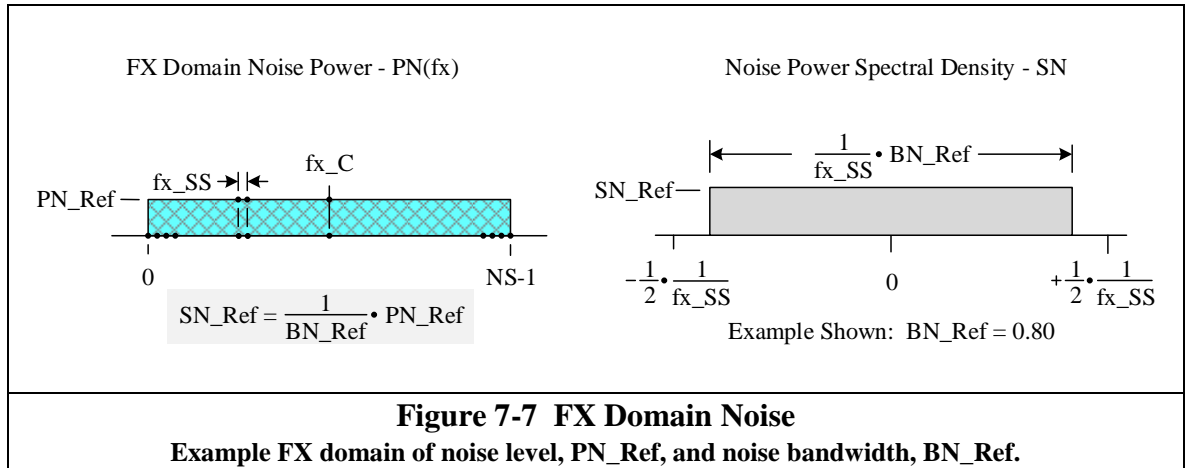 FX Domain Noise Power - PN(fx)
fx_C
fx_SS
PN_Ref
0
NS-1
SN_Ref = 1/BN_Ref • PN_Ref
Noise Power Spectral Density - SN
1/fx_SS • BN_Ref
SN_Ref
-1/2 • 1/fx_SS
0
+1/2 • 1/fx_SS
Example Shown: BN_Ref = 0.80
Figure 7-7 FX Domain Noise
Example FX domain of noise level, PN_Ref, and noise bandwidth, BN_Ref.